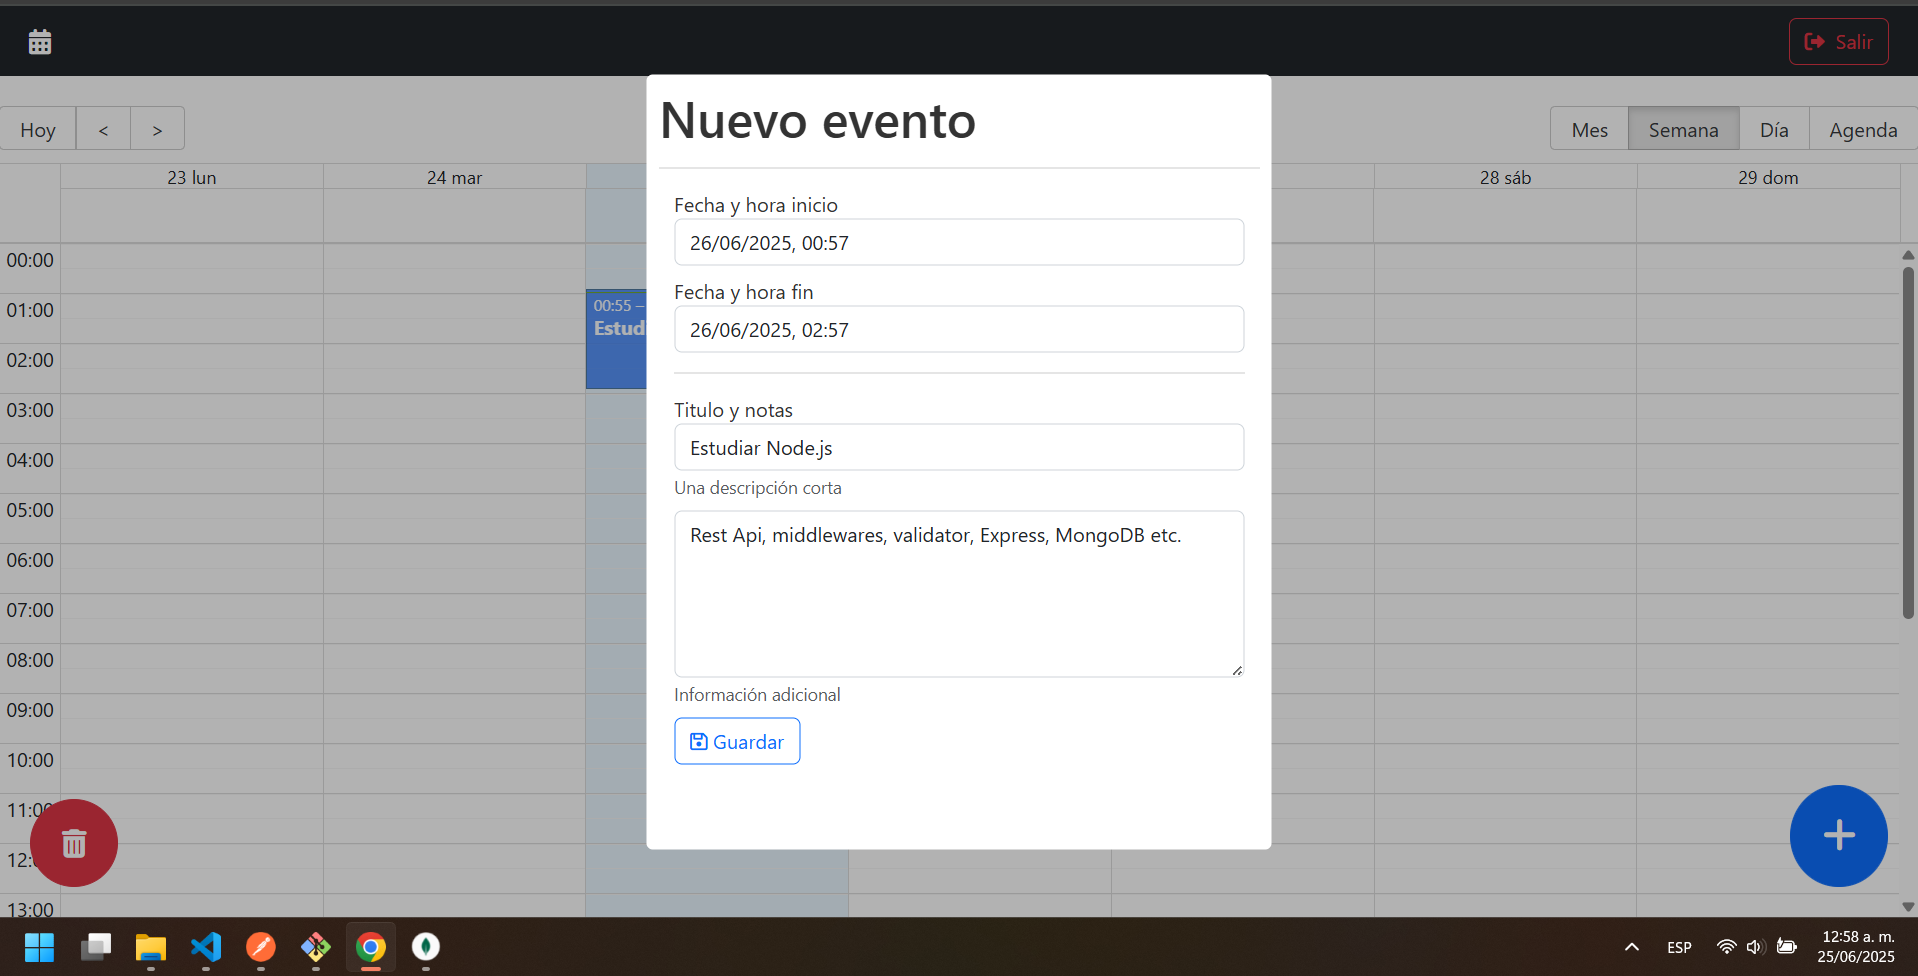 Salir
Hoy < >
Mes Semana Día Agenda
23 lun 24 mar 28 sáb 29 dom
Nuevo evento
Fecha y hora inicio
26/06/2025, 00:57
Fecha y hora fin
26/06/2025, 02:57
Titulo y notas
Estudiar Node.js
Una descripción corta
Rest Api, middlewares, validator, Express, MongoDB etc.
Información adicional
Guardar
00:00
01:00
00:55 –
Estud
02:00
03:00
04:00
05:00
06:00
07:00
08:00
09:00
10:00
11:00
12:
13:00
ESP
12:58 a. m.
25/06/2025